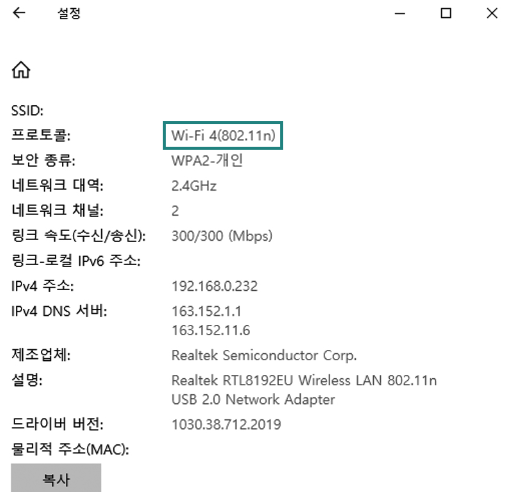 설정
SSID:
프로토콜: Wi-Fi 4(802.11n)
보안 종류: WPA2-개인
네트워크 대역: 2.4GHz
네트워크 채널: 2
링크 속도(수신/송신): 300/300 (Mbps)
링크-로컬 IPv6 주소:
IPv4 주소: 192.168.0.232
IPv4 DNS 서버: 163.152.1.1
163.152.11.6
제조업체: Realtek Semiconductor Corp.
설명: Realtek RTL8192EU Wireless LAN 802.11n
USB 2.0 Network Adapter
드라이버 버전: 1030.38.712.2019
물리적 주소(MAC):
복사